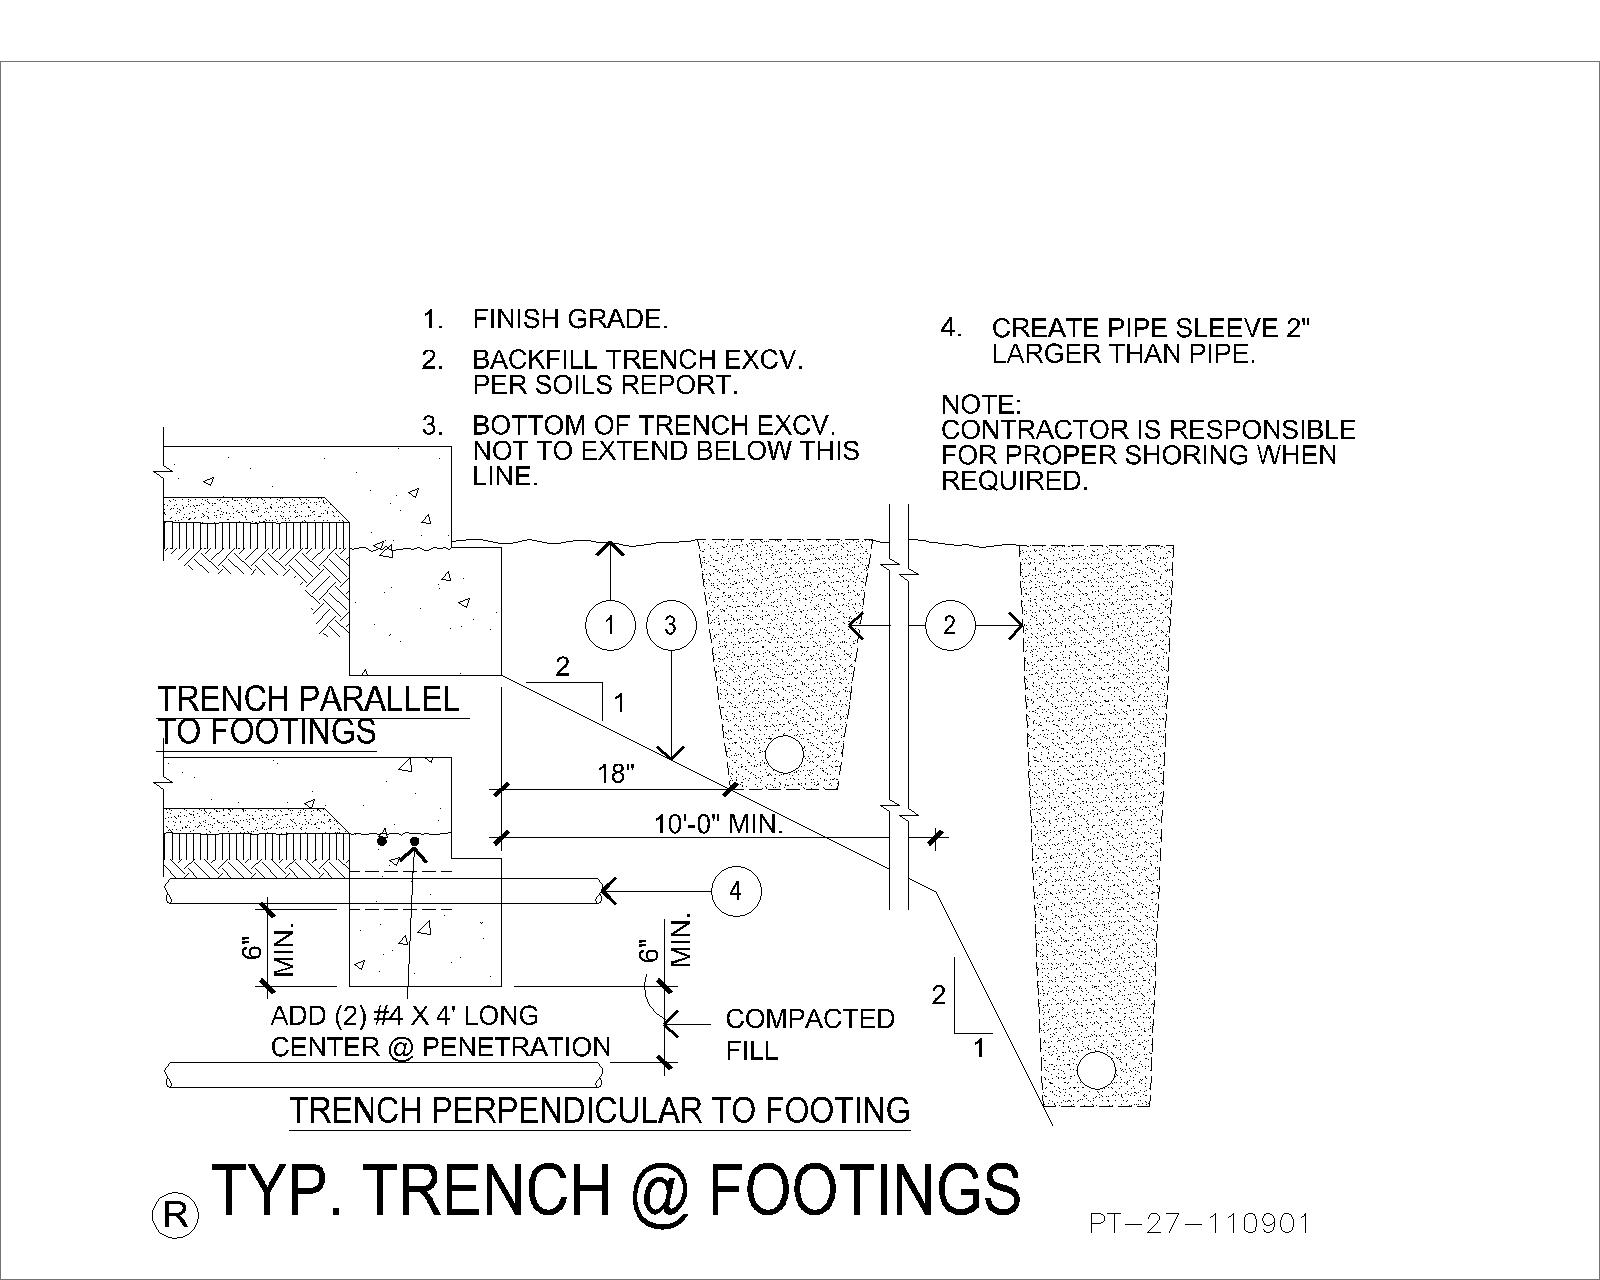 1. FINISH GRADE.
2. BACKFILL TRENCH EXCV.
PER SOILS REPORT.
3. BOTTOM OF TRENCH EXCV.
NOT TO EXTEND BELOW THIS
LINE.
4. CREATE PIPE SLEEVE 2"
LARGER THAN PIPE.
NOTE:
CONTRACTOR IS RESPONSIBLE
FOR PROPER SHORING WHEN
REQUIRED.
1
3
2
2
1
TRENCH PARALLEL
TO FOOTINGS
18"
10'-0" MIN.
4
6"
MIN.
6"
MIN.
2
1
ADD (2) #4 X 4' LONG
CENTER @ PENETRATION
COMPACTED
FILL
TRENCH PERPENDICULAR TO FOOTING
R TYP. TRENCH @ FOOTINGS
PT-27-110901